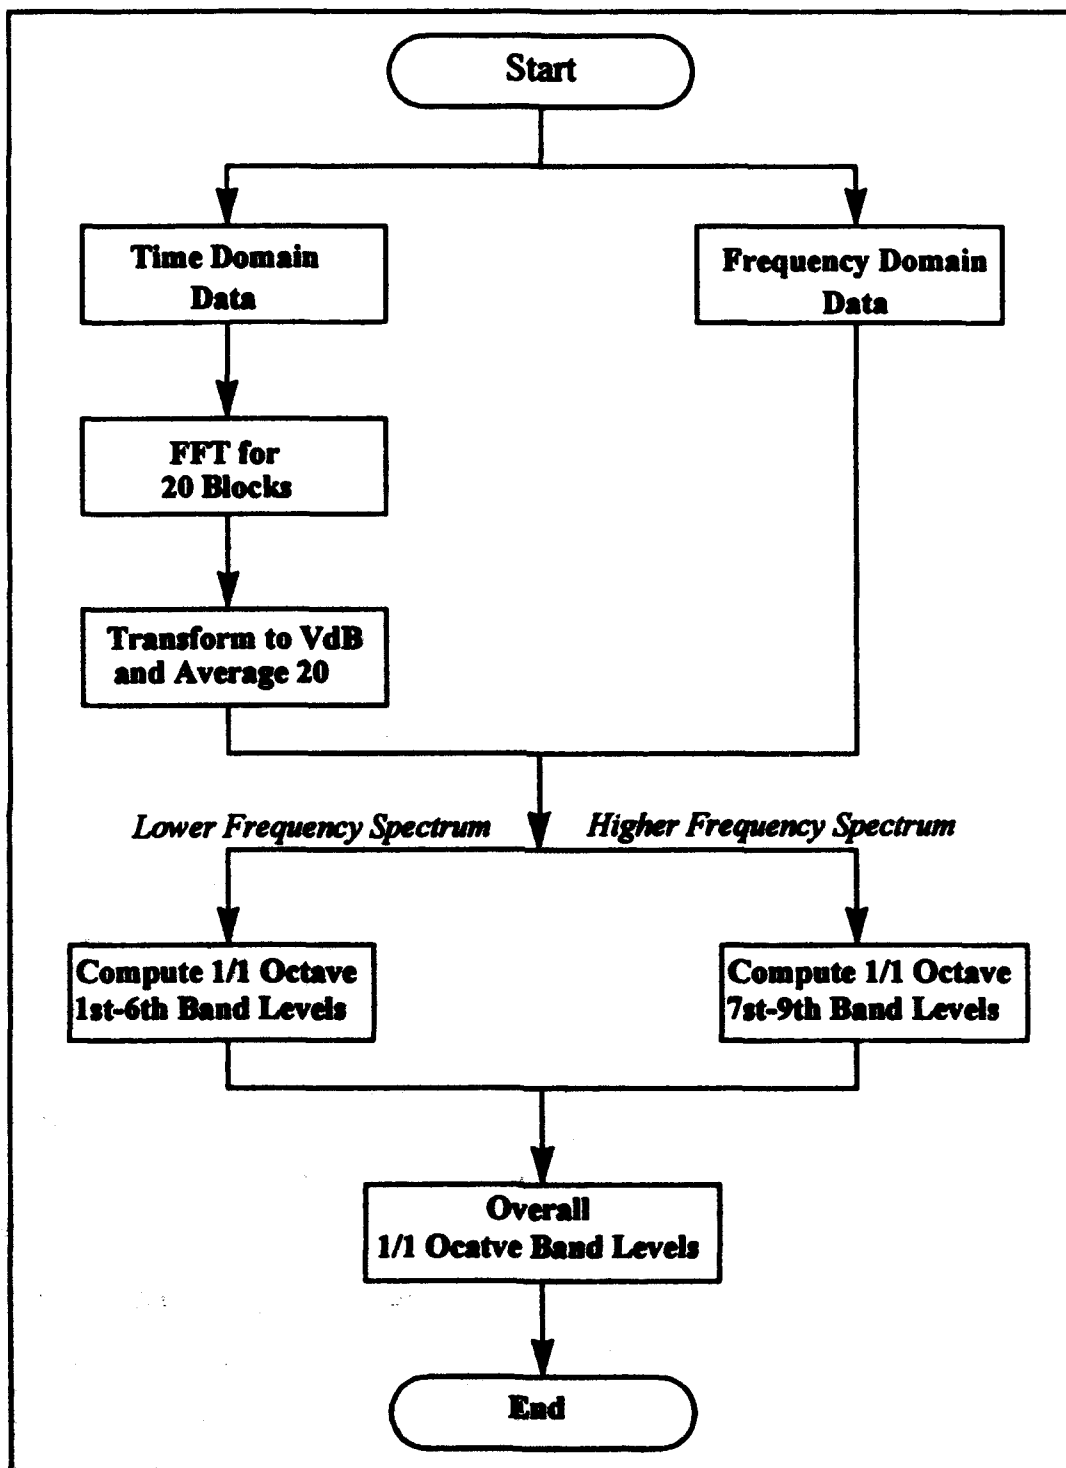 Start
Time Domain
Data
Frequency Domain
Data
FFT for
20 Blocks
Transform to VdB
and Average 20
Lower Frequency Spectrum
Higher Frequency Spectrum
Compute 1/1 Octave
1st-6th Band Levels
Compute 1/1 Octave
7st-9th Band Levels
Overall
1/1 Ocatve Band Levels
End